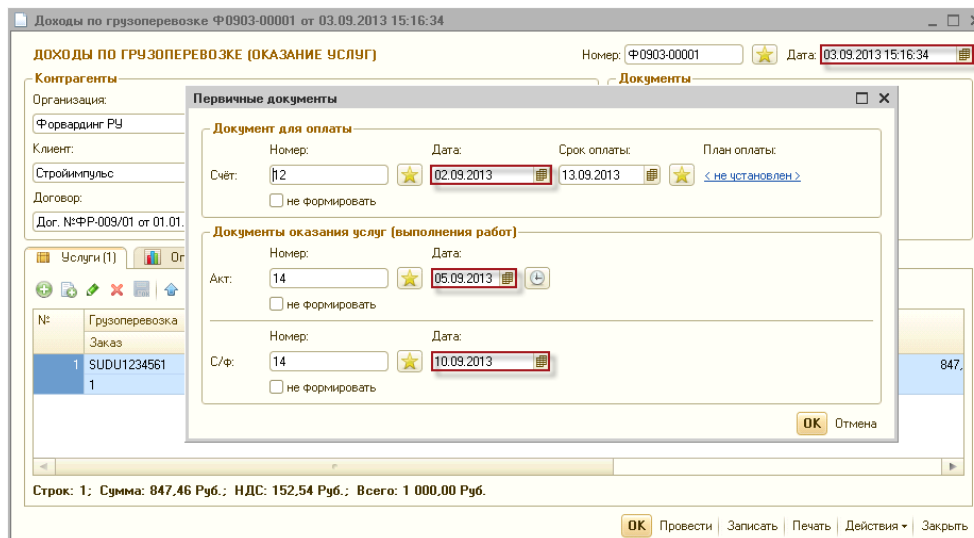 Доходы по грузоперевозке Ф0903-00001 от 03.09.2013 15:16:34
ДОХОДЫ ПО ГРУЗОПЕРЕВОЗКЕ (ОКАЗАНИЕ УСЛУГ)
Номер: Ф0903-00001 Дата: 03.09.2013 15:16:34
Контрагенты Документы
Организация:
Форвардинг РУ
Клиент:
Стройимпульс
Договор:
Дог. №ФР-009/01 от 01.01.
Первичные документы
Документ для оплаты
Номер: Дата: Срок оплаты: План оплаты:
Счёт: 12 02.09.2013 13.09.2013 < не установлен >
не формировать
Документы оказания услуг (выполнения работ)
Номер: Дата:
Акт: 14 05.09.2013
не формировать
Номер: Дата:
С/ф: 14 10.09.2013
не формировать
OK Отмена
Услуги (1)
№ Грузоперевозка
Заказ
1 SUDU1234561 847,
1
Строк: 1; Сумма: 847,46 Руб.; НДС: 152,54 Руб.; Всего: 1 000,00 Руб.
OK Провести Записать Печать Действия Закрыть